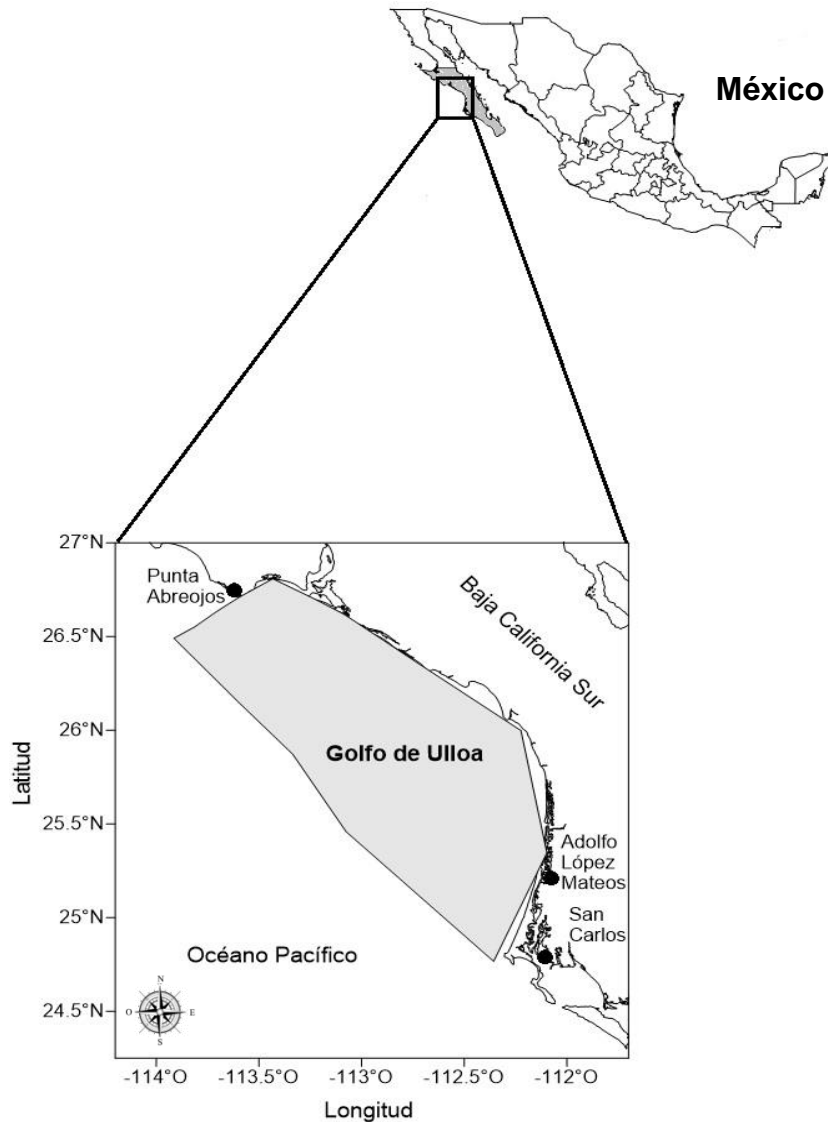 México
27°N
26.5°N
26°N
25.5°N
25°N
24.5°N
Latitud
Punta
Abreojos
Baja California Sur
Golfo de Ulloa
Adolfo
López
Mateos
San
Carlos
Océano Pacífico
N
O
E
S
-114°O
-113.5°O
-113°O
-112.5°O
-112°O
Longitud